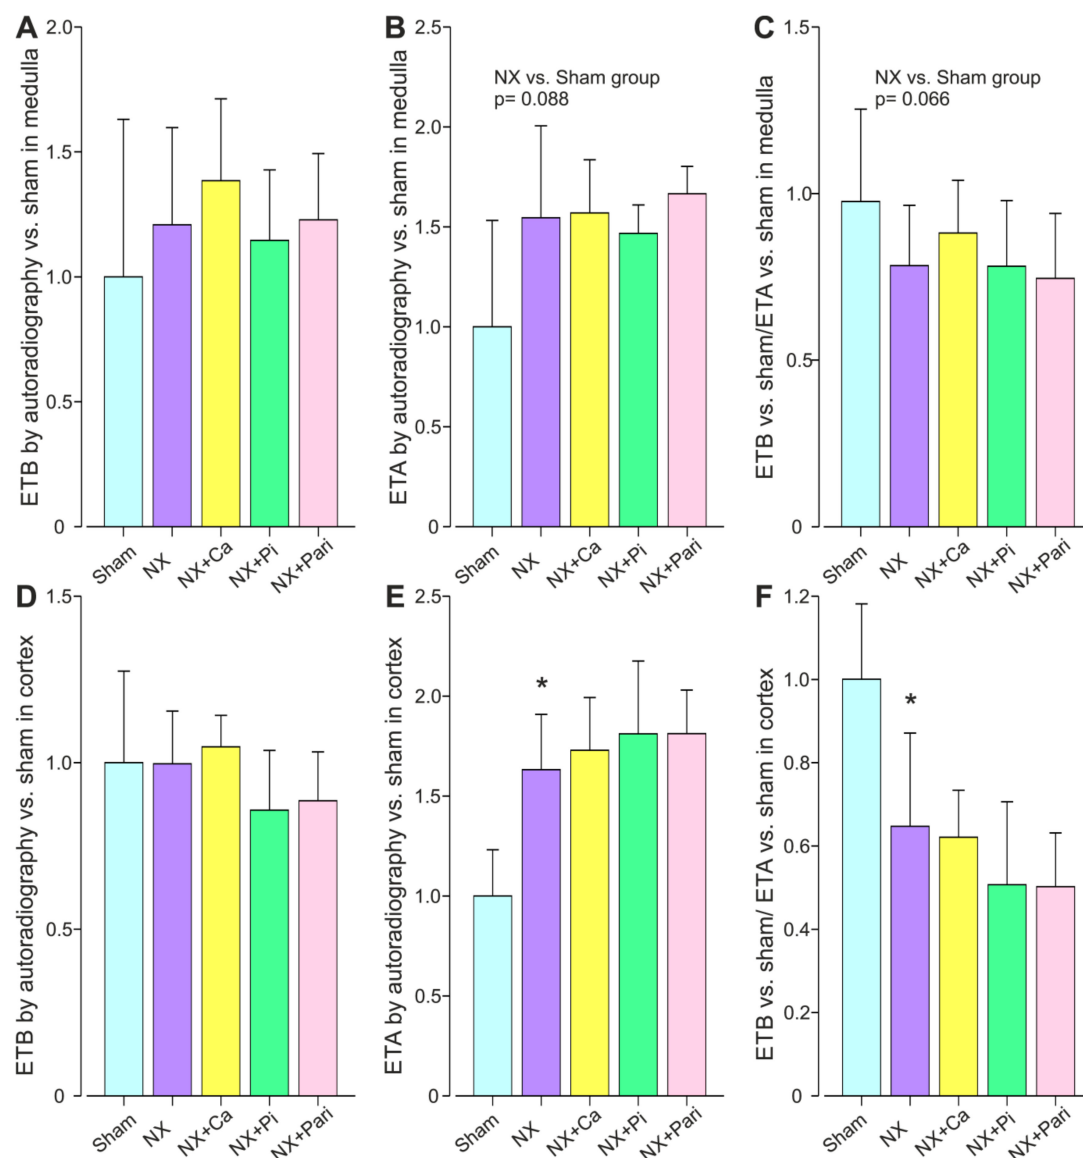 A
ETB by autoradiography vs. sham in medulla
2.0
1.5
1.0
0.5
0
Sham
NX
NX+Ca
NX+Pi
NX+Pari
B
ETA by autoradiography vs. sham in medulla
2.5
2.0
1.5
1.0
0.5
0
NX vs. Sham group
p= 0.088
Sham
NX
NX+Ca
NX+Pi
NX+Pari
C
ETB vs. sham/ETA vs. sham in medulla
1.5
1.0
0.5
0
NX vs. Sham group
p= 0.066
Sham
NX
NX+Ca
NX+Pi
NX+Pari
D
ETB by autoradiography vs. sham in cortex
1.5
1.0
0.5
0
Sham
NX
NX+Ca
NX+Pi
NX+Pari
E
ETA by autoradiography vs. sham in cortex
2.5
2.0
1.5
1.0
0.5
0
*
Sham
NX
NX+Ca
NX+Pi
NX+Pari
F
ETB vs. sham/ ETA vs. sham in cortex
1.2
1.0
0.8
0.6
0.4
0.2
0
*
Sham
NX
NX+Ca
NX+Pi
NX+Pari